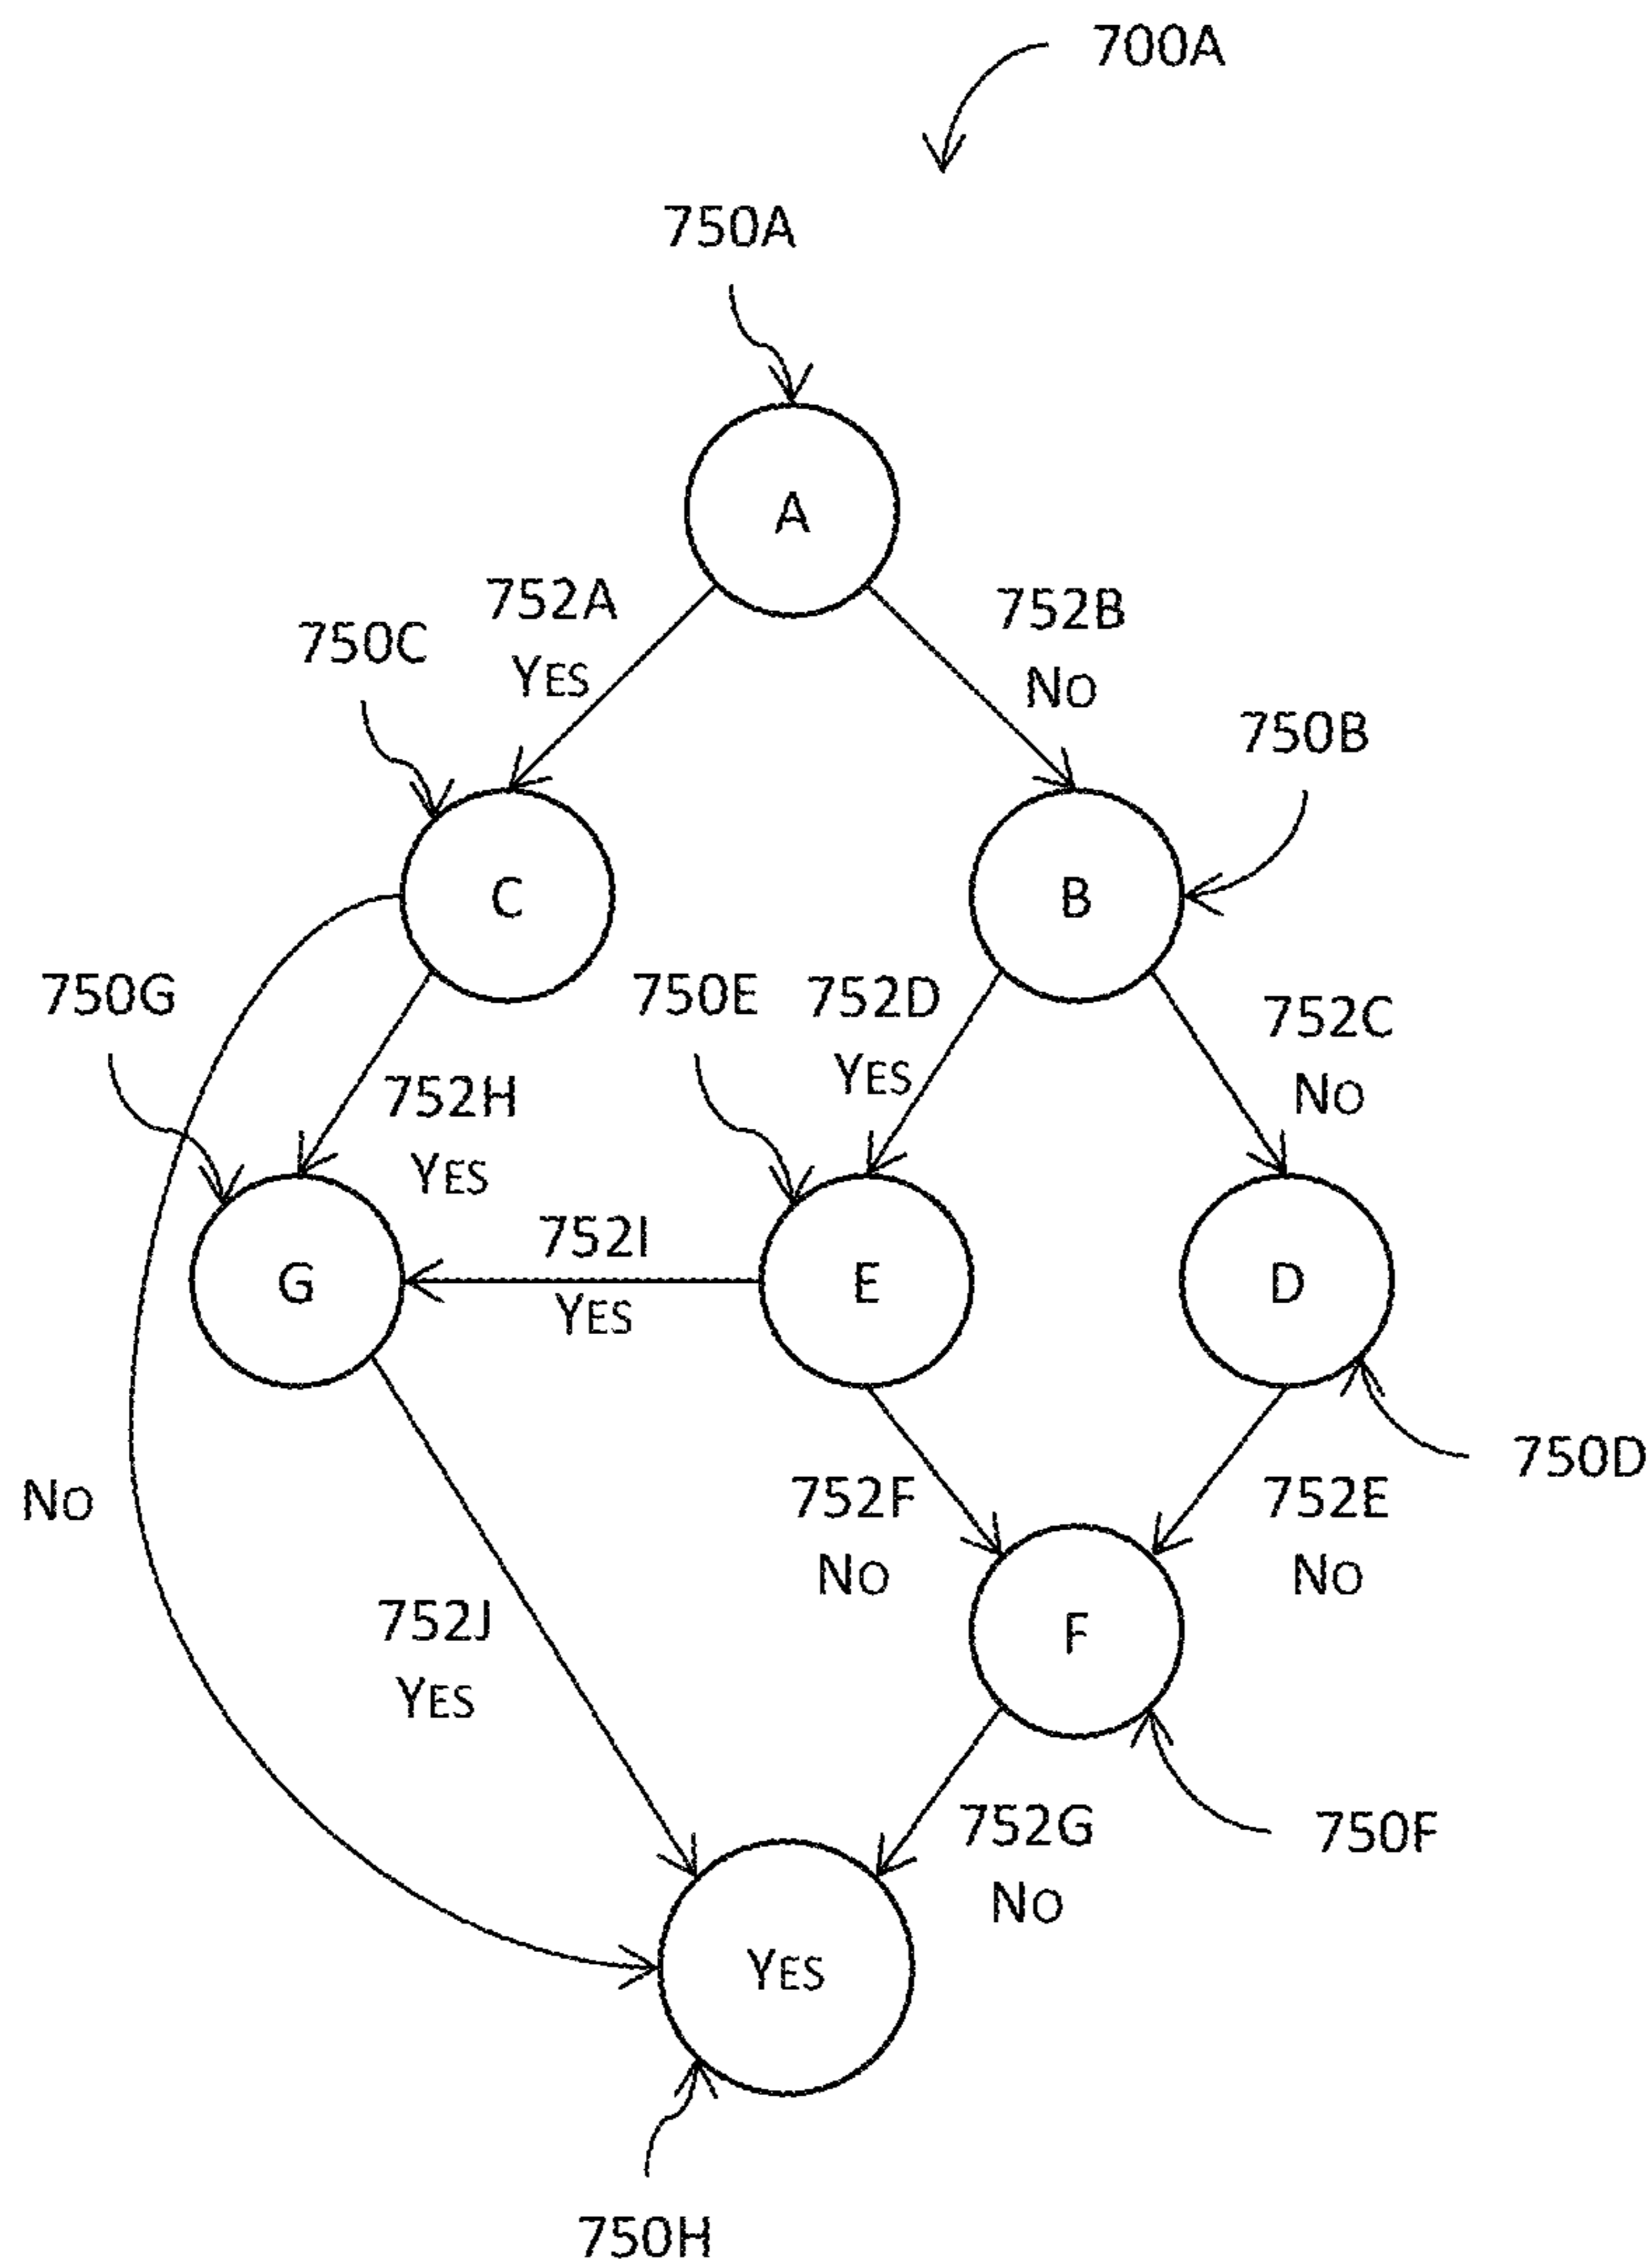 700A
750A
A
752A
YES
752B
NO
750C
750B
C
B
750G
750E
752D
YES
752C
NO
752H
YES
752I
YES
G
E
D
750D
NO
752F
NO
752E
NO
F
752J
YES
752G
NO
750F
YES
750H